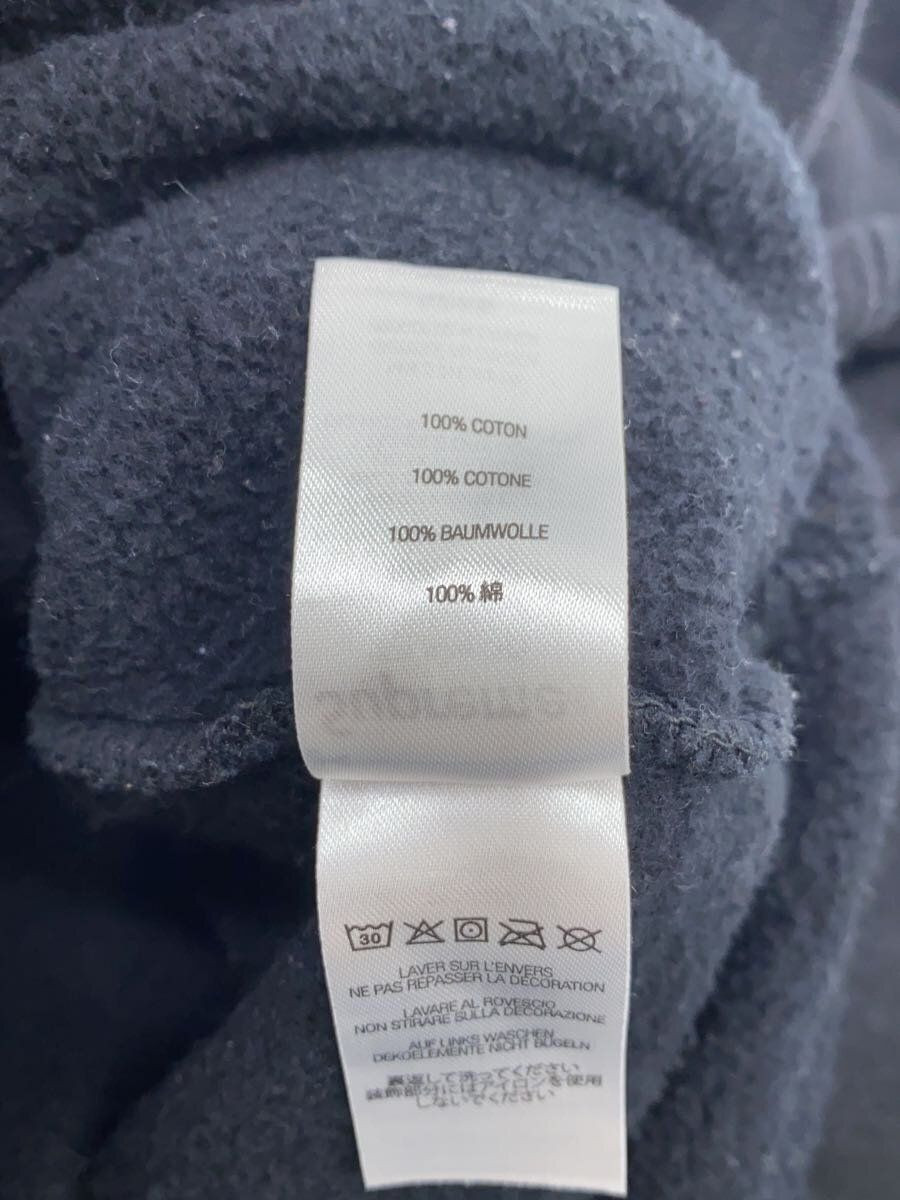 100% COTON
100% COTONE
100% BAUMWOLLE
100% 綿
30
LAVER SUR L'ENVERS
NE PAS REPASSER LA DECORATION
LAVARE AL ROVESCIO
NON STIRARE SULLA DECORAZIONE
AUF LINKS WASCHEN
DEKOELEMENTE NICHT BÜGELN
裏返して洗ってください
装飾部分にはアイロンを使用
しないでください